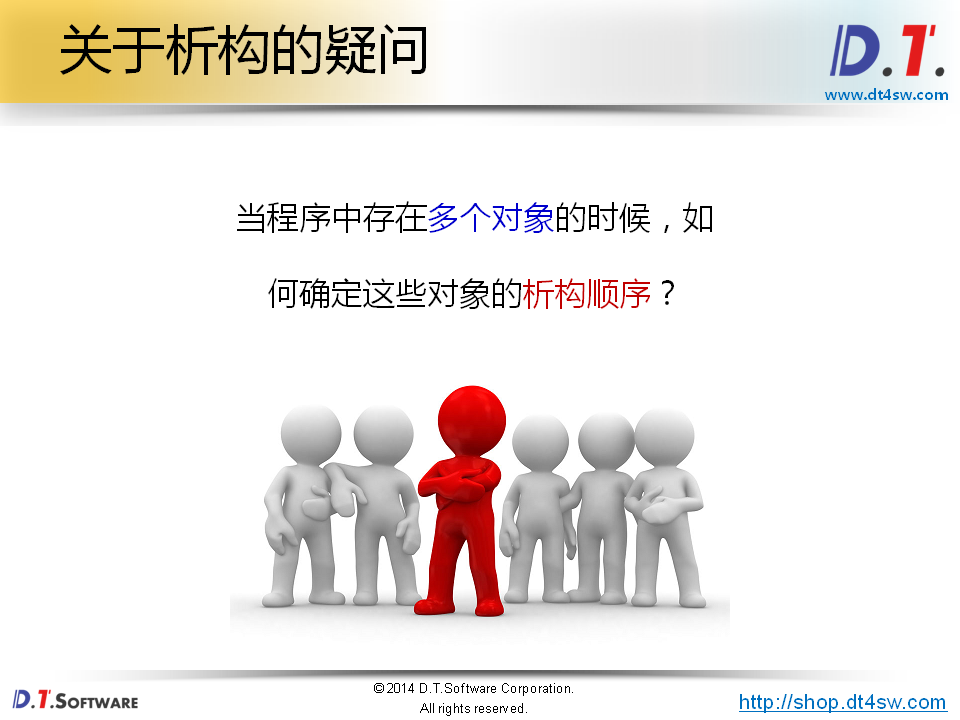 关于析构的疑问
D.T.
www.dt4sw.com
当程序中存在多个对象的时候，如
何确定这些对象的析构顺序？
D.T.SOFTWARE
©2014 D.T.Software Corporation.
All rights reserved.
http://shop.dt4sw.com